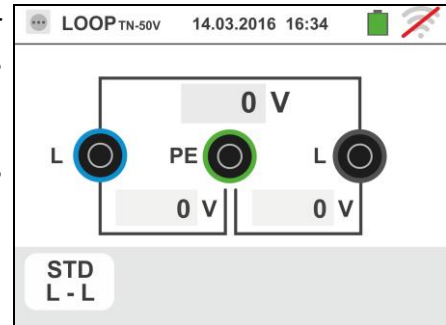 LOOP TN-50V 14.03.2016 16:34
0 V
L PE L
0 V 0 V
STD
L - L